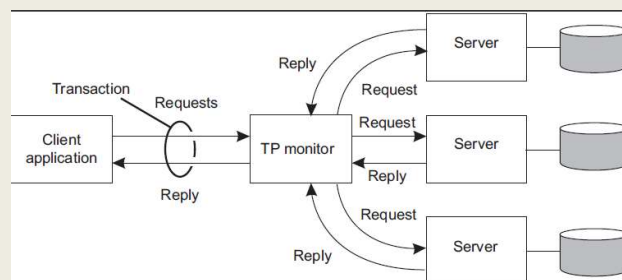 Server
Reply
Transaction
Requests
Request
Client
application
TP monitor
Request
Server
Reply
Reply
Request
Reply
Server